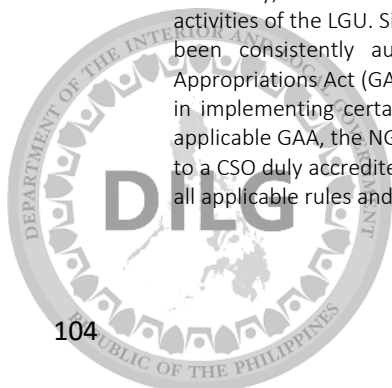 activities of the LGU. Si
been consistently au
Appropriations Act (GA
in implementing certa
applicable GAA, the NG
to a CSO duly accredite
all applicable rules and
DEPARTMENT OF THE INTERIOR AND LOCAL GOVERNMENT
DILG
REPUBLIC OF THE PHILIPPINES
104